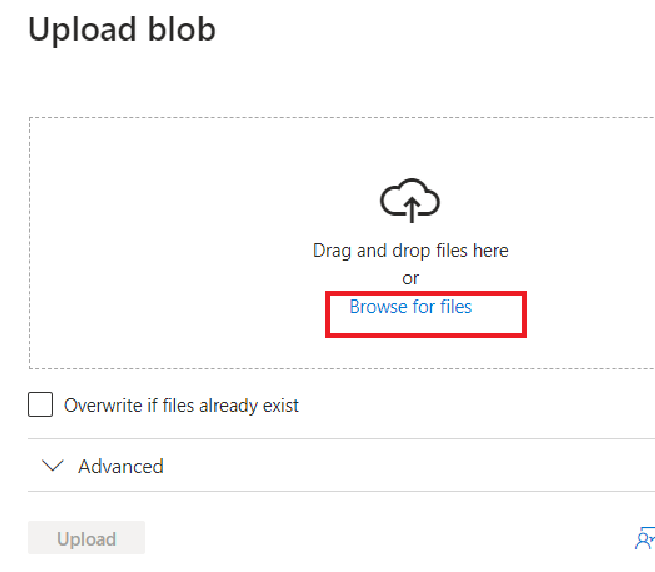 Upload blob
Drag and drop files here
or
Browse for files
Overwrite if files already exist
Advanced
Upload